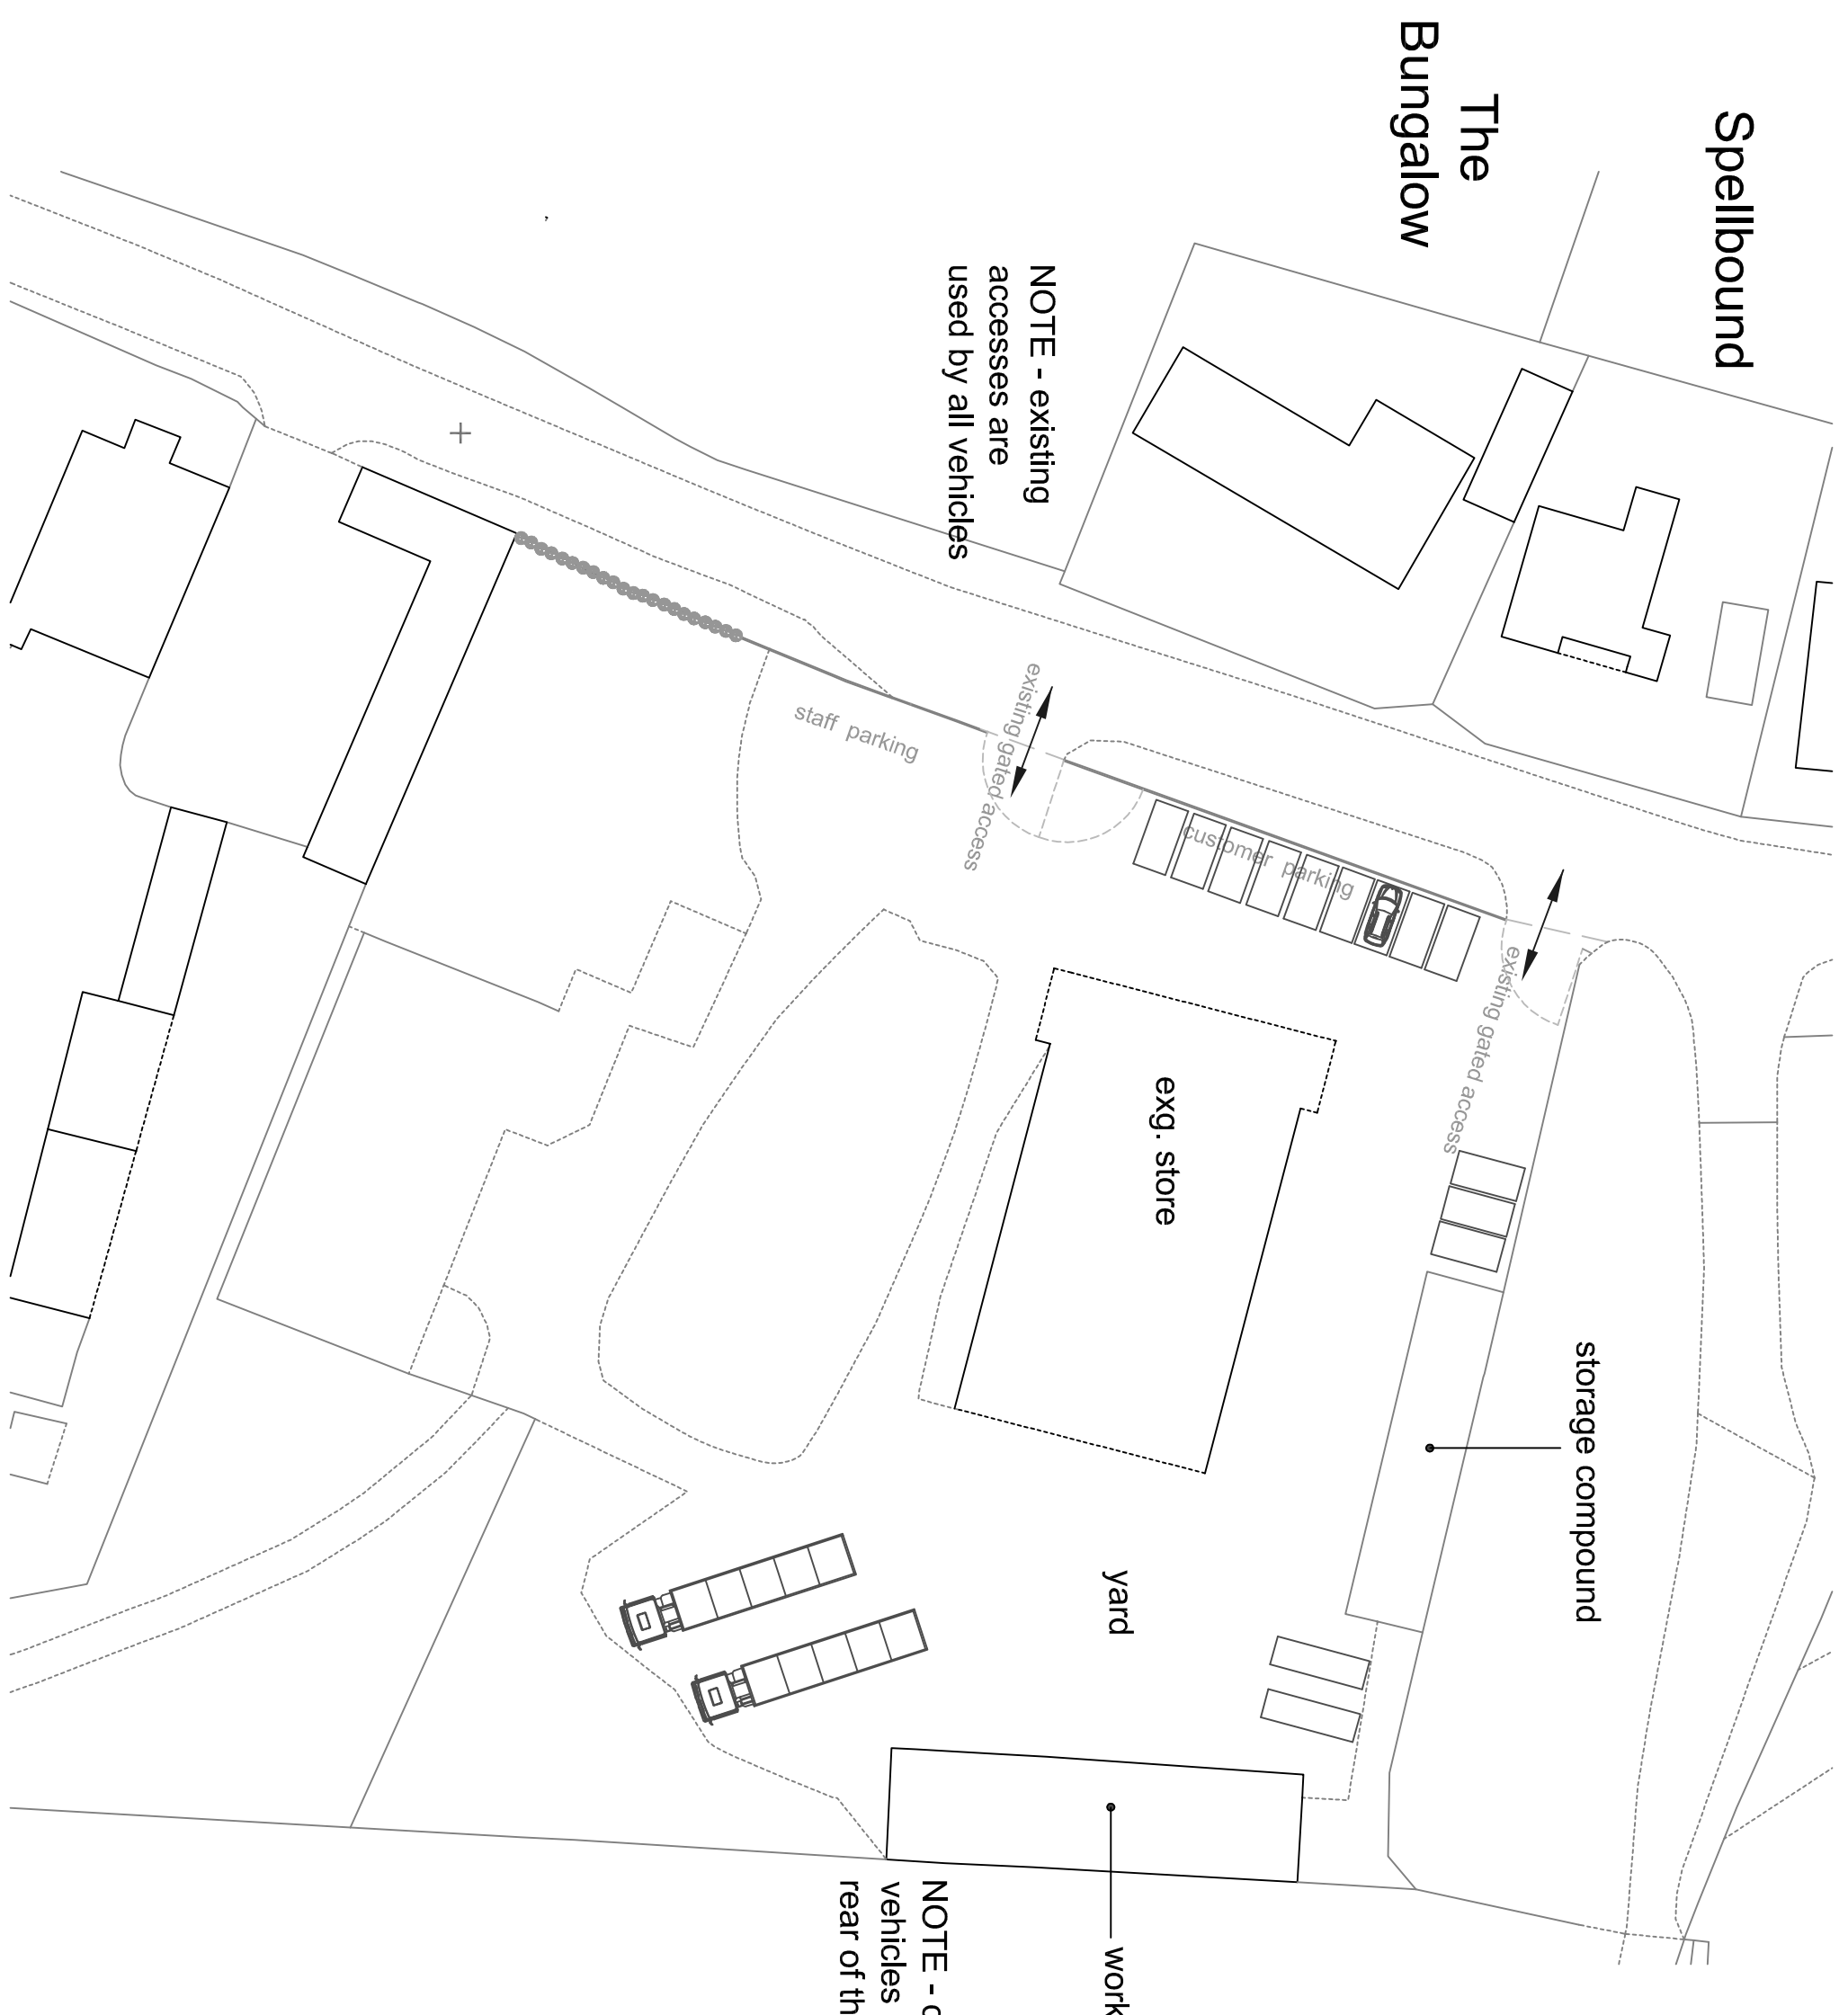 Spellbound
The
Bungalow
NOTE - existing
accesses are
used by all vehicles
existing gated access
staff parking
customer parking
existing gated access
exg. store
storage compound
yard
work
NOTE -
vehicles
rear of th